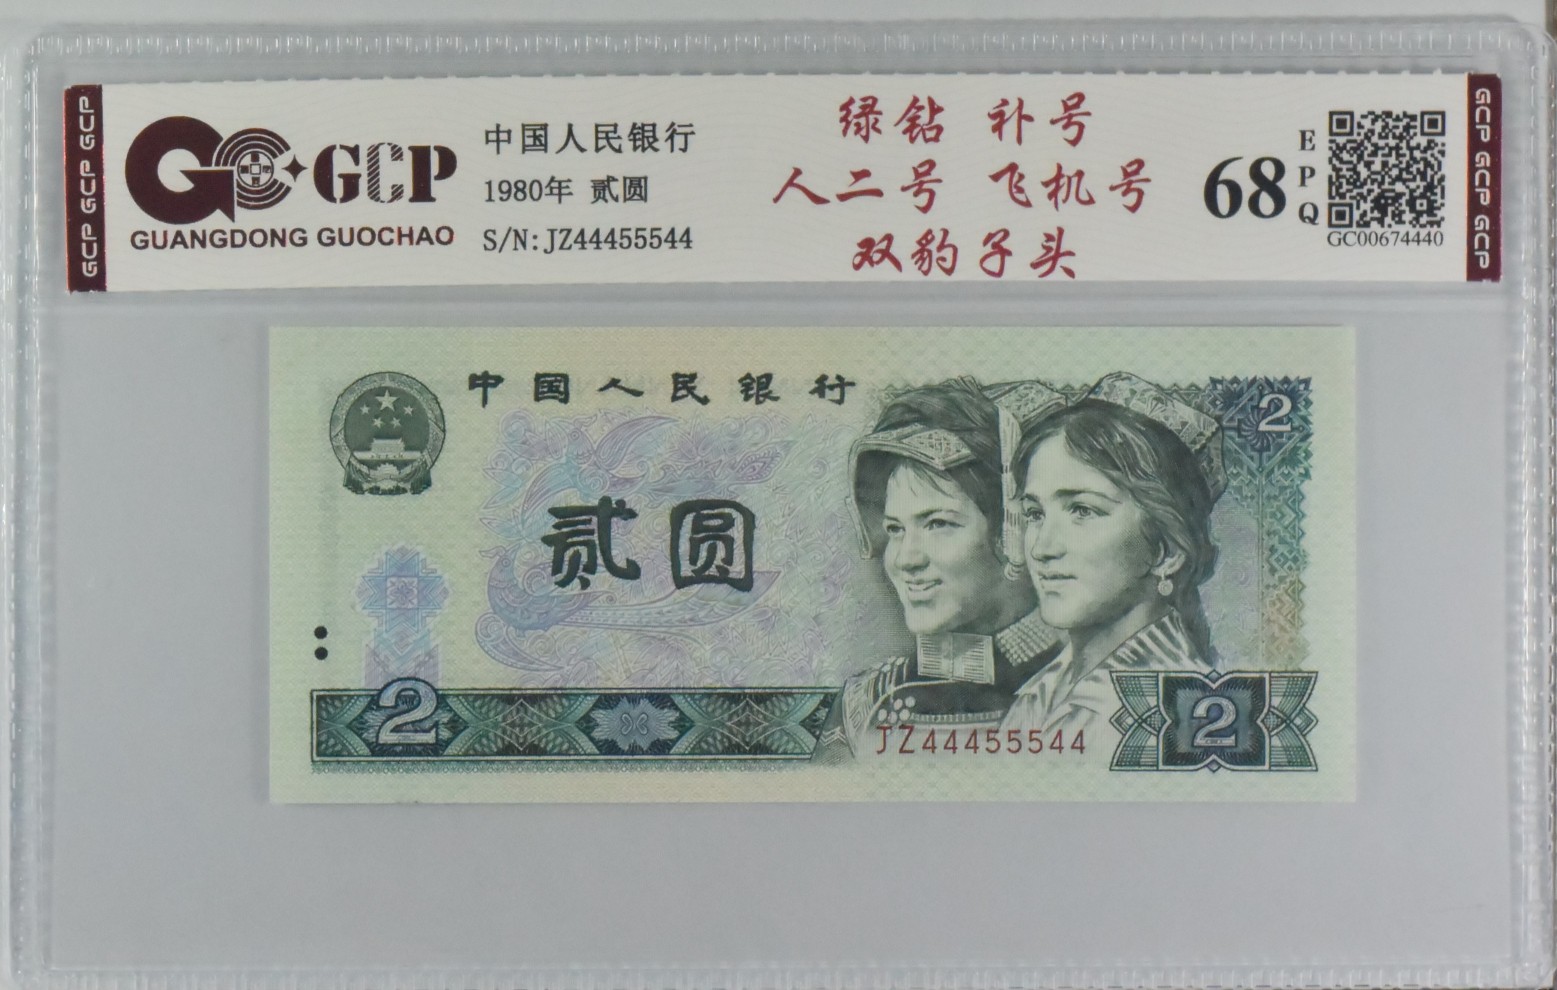 GCP GCP GCP
GCP
GUANGDONG GUOCHAO
中国人民银行
1980年 贰圆
S/N:JZ44455544
绿钻 补号
人二号 飞机号
双豹子头
68
EPQ
GC00674440
GCP GCP GCP
中国人民银行
2
贰圆
2
JZ44455544
2